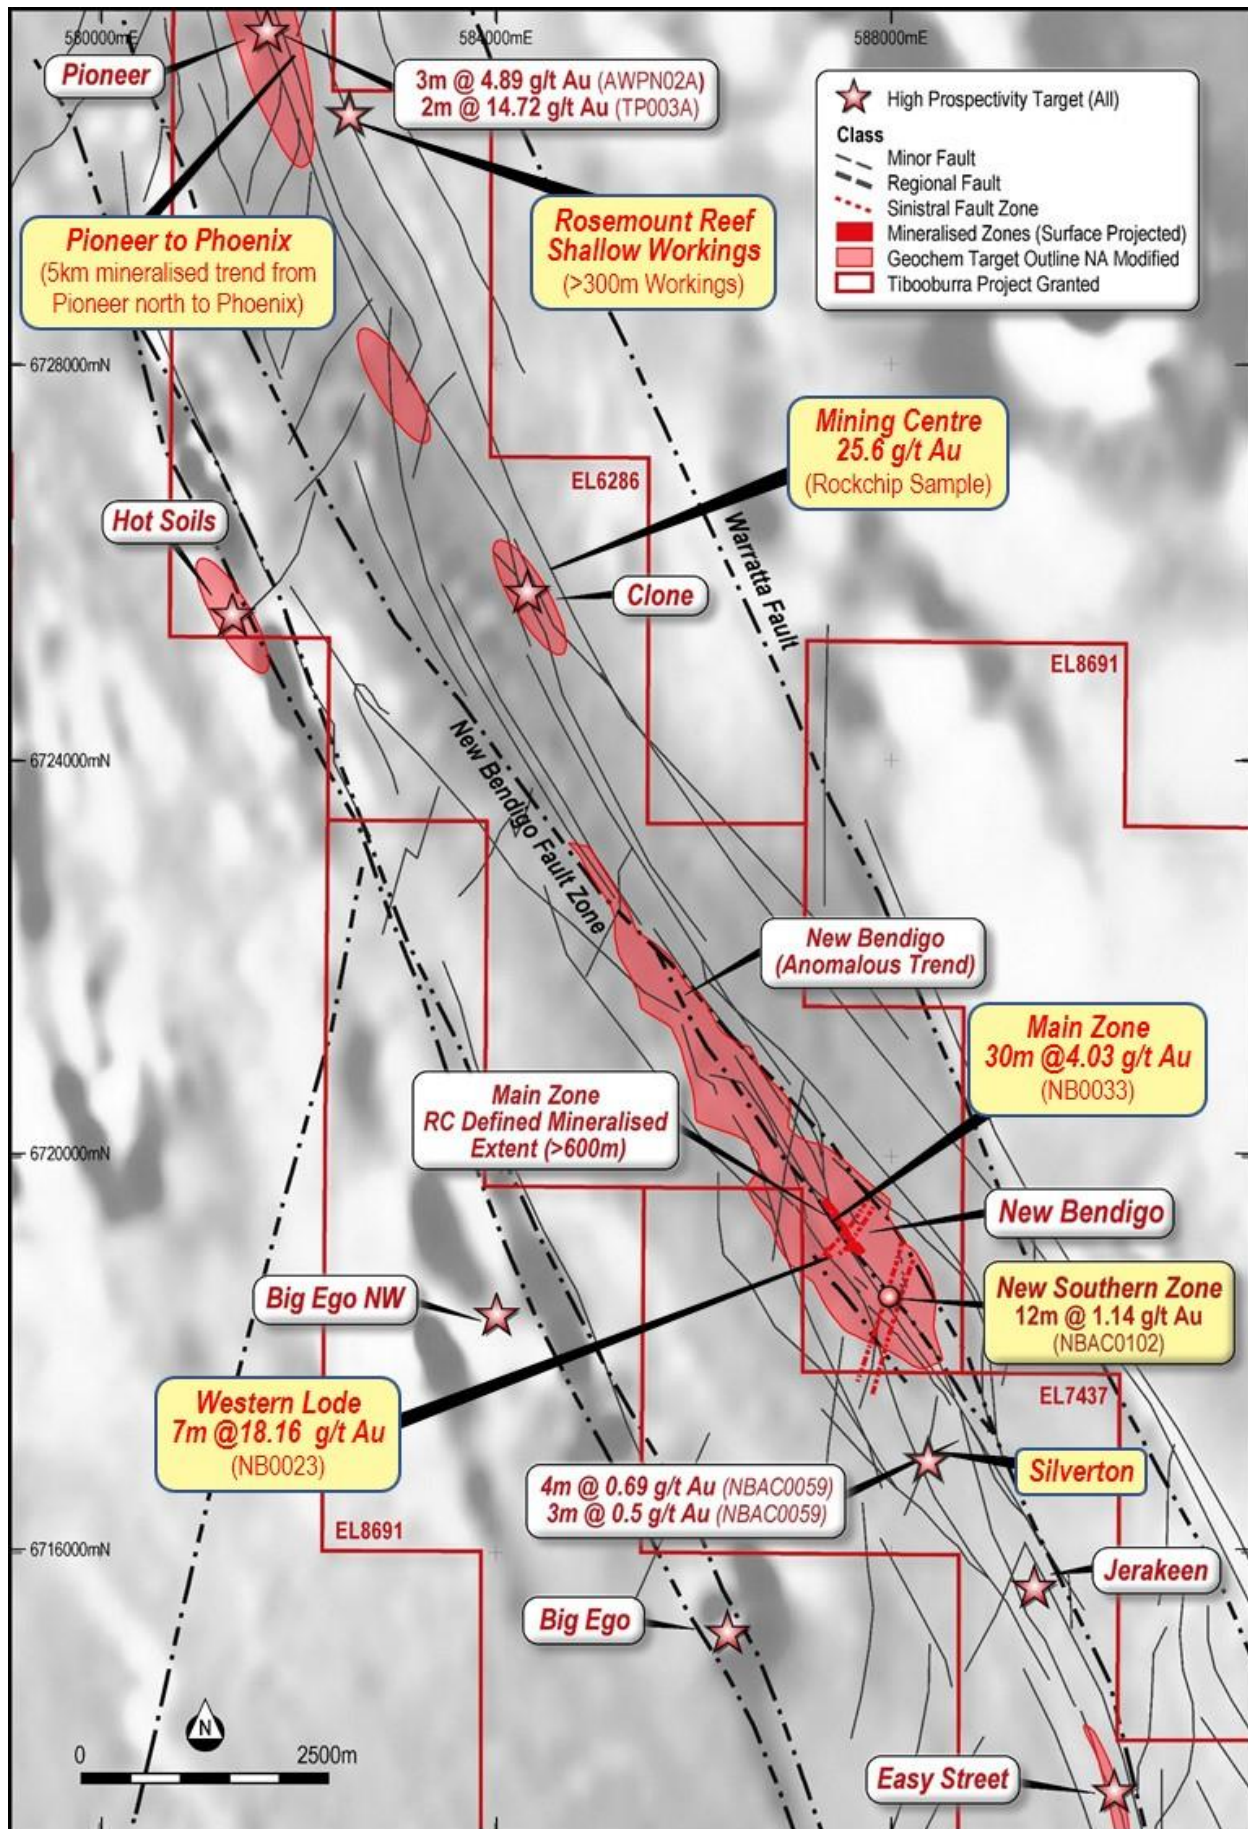 580000mE
584000mE
588000mE
Pioneer
3m @ 4.89 g/t Au (AWPN02A)
2m @ 14.72 g/t Au (TP003A)
High Prospectivity Target (All)
Class
Minor Fault
Regional Fault
Sinistral Fault Zone
Mineralised Zones (Surface Projected)
Geochem Target Outline NA Modified
Tibooburra Project Granted
Pioneer to Phoenix
(5km mineralised trend from
Pioneer north to Phoenix)
Rosemount Reef
Shallow Workings
(>300m Workings)
6728000mN
Mining Centre
25.6 g/t Au
(Rockchip Sample)
EL6286
Hot Soils
Warratta Fault
Clone
EL8691
6724000mN
New Bendigo Fault Zone
New Bendigo
(Anomalous Trend)
Main Zone
30m @4.03 g/t Au
(NB0033)
Main Zone
RC Defined Mineralised
Extent (>600m)
6720000mN
New Bendigo
Big Ego NW
New Southern Zone
12m @ 1.14 g/t Au
(NBAC0102)
Western Lode
7m @18.16 g/t Au
(NB0023)
EL7437
Silverton
4m @ 0.69 g/t Au (NBAC0059)
3m @ 0.5 g/t Au (NBAC0059)
EL8691
6716000mN
Jerakeen
Big Ego
N
0 2500m
Easy Street